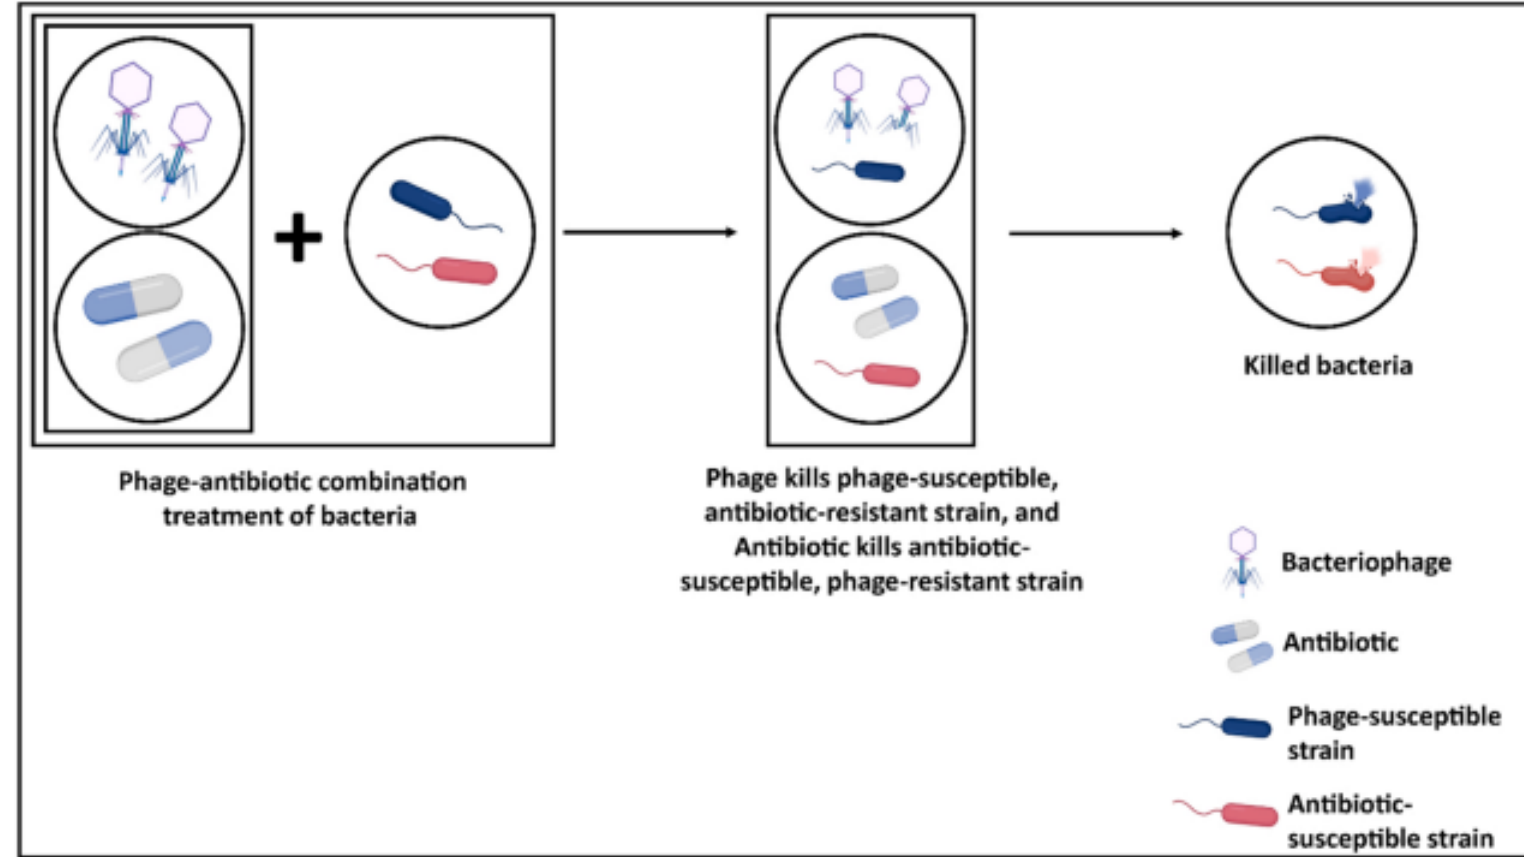 Phage-antibiotic combination
treatment of bacteria
Phage kills phage-susceptible,
antibiotic-resistant strain, and
Antibiotic kills antibiotic-
susceptible, phage-resistant strain
Killed bacteria
Bacteriophage
Antibiotic
Phage-susceptible
strain
Antibiotic-
susceptible strain